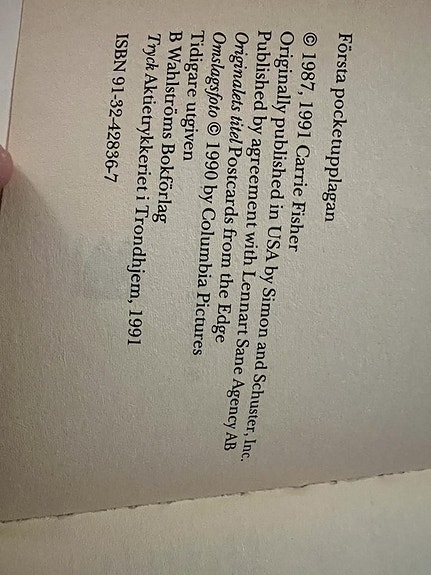 Första pocketupplagan
© 1987, 1991 Carrie Fisher
Originally published in USA by Simon and Schuster, Inc.
Published by agreement with Lennart Sane Agency AB
Originalets titel Postcards from the Edge
Omslagsfoto © 1990 by Columbia Pictures
Tidigare utgiven
B Wahlströms Bokförlag
Tryck Aktietrykkeriet i Trondhjem, 1991
ISBN 91-32-42836-7